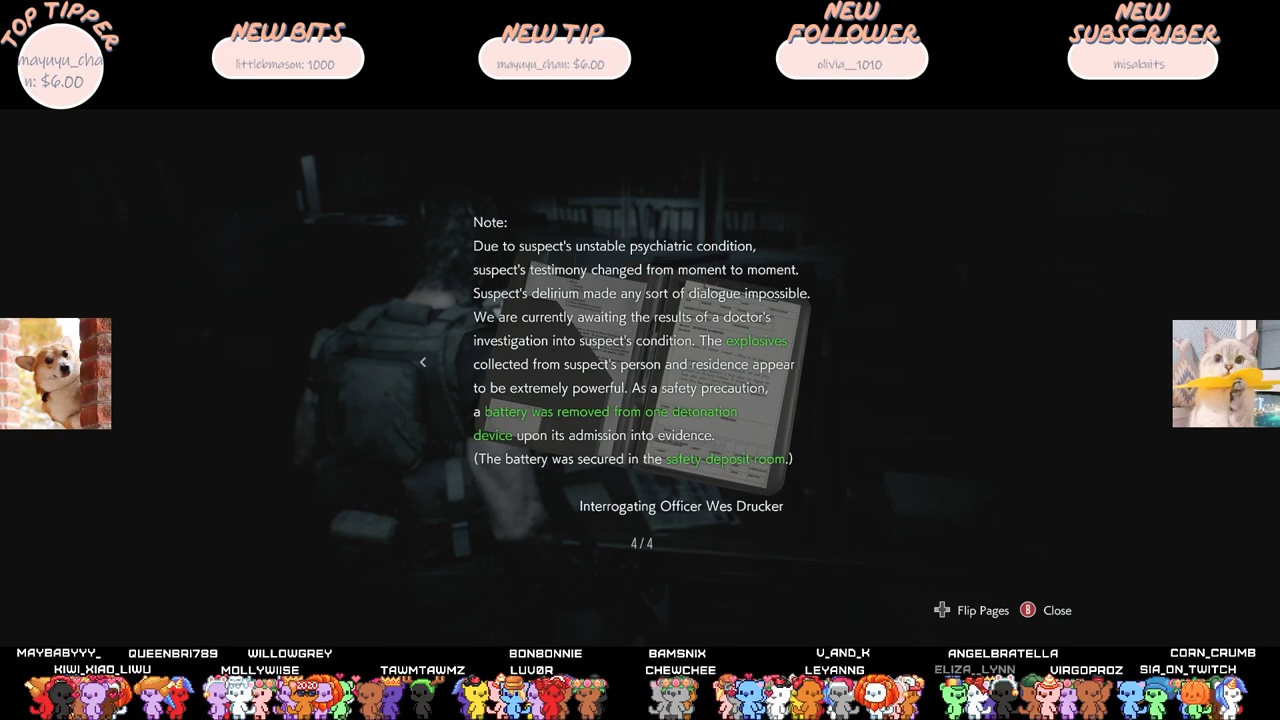 TOP TIPPER
mayuyu_cha
n: $6.00
NEW BITS
littlebmason: 1000
NEW TIP
mayuyu_chan: $6.00
NEW
FOLLOWER
olivia__1010
NEW
SUBSCRIBER
misaknits
Note:
Due to suspect's unstable psychiatric condition,
suspect's testimony changed from moment to moment.
Suspect's delirium made any sort of dialogue impossible.
We are currently awaiting the results of a doctor's
investigation into suspect's condition. The explosives
collected from suspect's person and residence appear
to be extremely powerful. As a safety precaution,
a battery was removed from one detonation
device upon its admission into evidence.
(The battery was secured in the safety deposit room.)
Interrogating Officer Wes Drucker
4 / 4
Flip Pages B Close
MAYBABYYY_ QUEENBRI789 WILLOWGREY BONBONNIE BAMSNIX V_AND_K ANGELBRATELLA CORN_CRUMB
KIWI_XIAO_LIWU MOLLYWIISE TAWMTAWMZ LUV0R CHEWCHEE LEYANNG ELIZA_LYNN VIRGOPROZ SIA_ON_TWITCH
2020